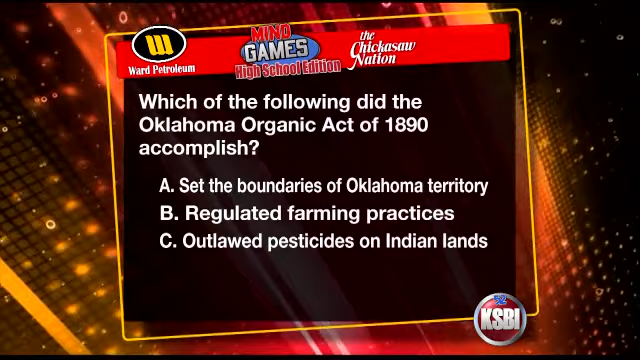 Ward Petroleum
MIND
GAMES
High School Edition
the
Chickasaw
Nation
Which of the following did the
Oklahoma Organic Act of 1890
accomplish?
A. Set the boundaries of Oklahoma territory
B. Regulated farming practices
C. Outlawed pesticides on Indian lands
52
KSBI